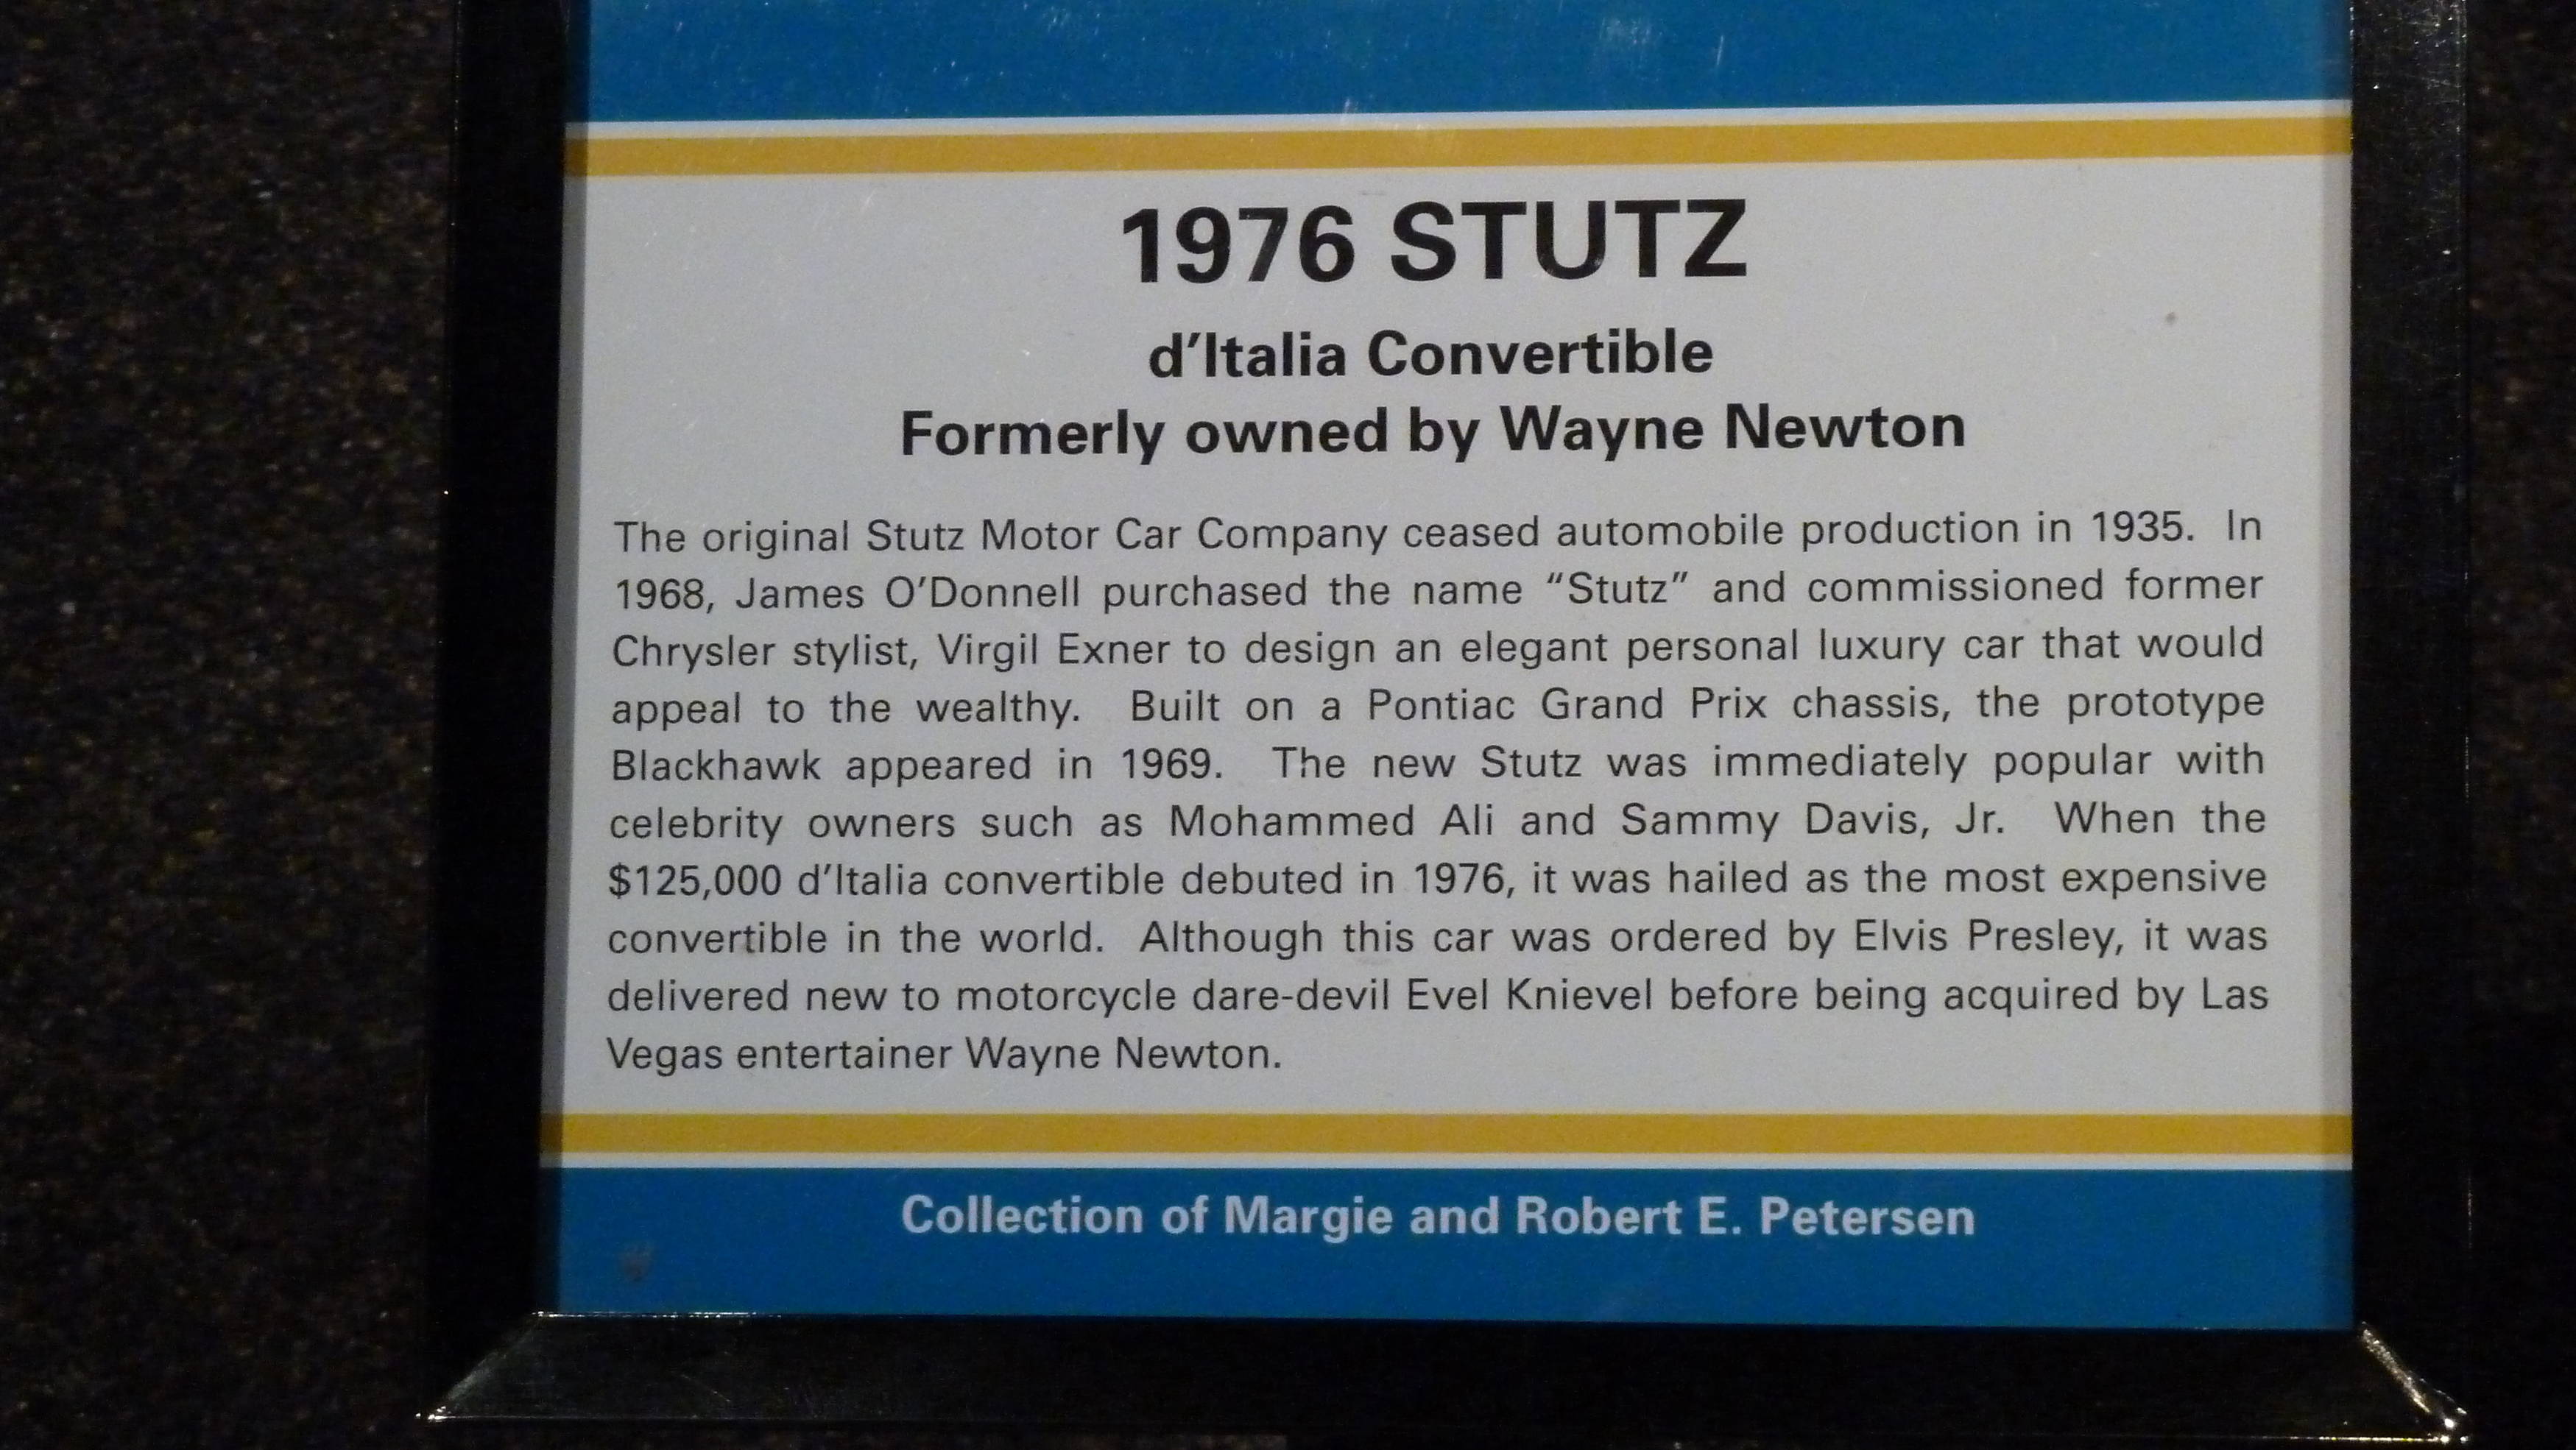 1976 STUTZ
d'Italia Convertible
Formerly owned by Wayne Newton
The original Stutz Motor Car Company ceased automobile production in 1935. In
1968, James O'Donnell purchased the name “Stutz” and commissioned former
Chrysler stylist, Virgil Exner to design an elegant personal luxury car that would
appeal to the wealthy. Built on a Pontiac Grand Prix chassis, the prototype
Blackhawk appeared in 1969. The new Stutz was immediately popular with
celebrity owners such as Mohammed Ali and Sammy Davis, Jr. When the
$125,000 d'Italia convertible debuted in 1976, it was hailed as the most expensive
convertible in the world. Although this car was ordered by Elvis Presley, it was
delivered new to motorcycle dare-devil Evel Knievel before being acquired by Las
Vegas entertainer Wayne Newton.
Collection of Margie and Robert E. Petersen